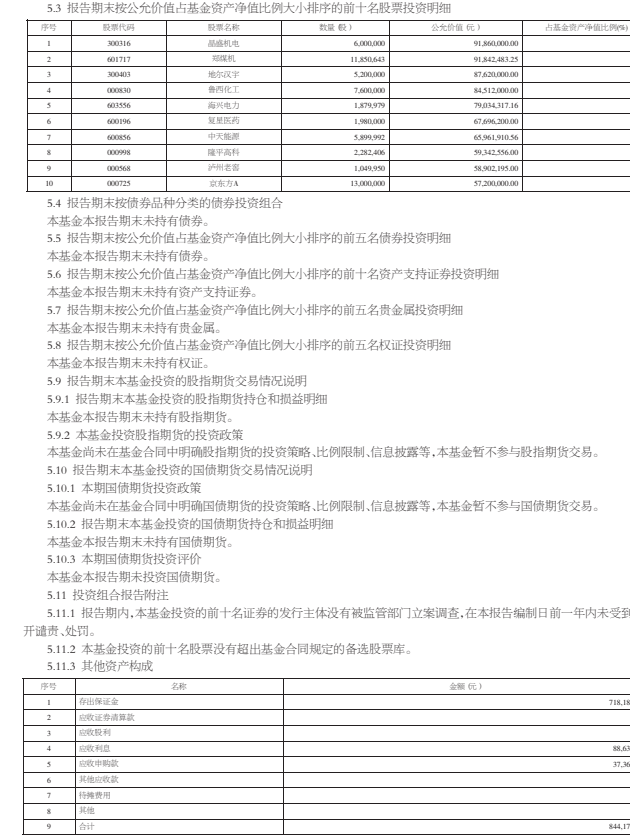 5.3 报告期末按公允价值占基金资产净值比例大小排序的前十名股票投资明细
序号 股票代码 股票名称 数量(股) 公允价值(元) 占基金资产净值比例(%)
1 300316 晶盛机电 6,000,000 91,860,000.00
2 601717 郑煤机 11,850,643 91,842,483.25
3 300403 地尔汉宇 5,200,000 87,620,000.00
4 000830 鲁西化工 7,600,000 84,512,000.00
5 603556 海兴电力 1,879,979 79,034,317.16
6 600196 复星医药 1,980,000 67,696,200.00
7 600856 中天能源 5,899,992 65,961,910.56
8 000998 隆平高科 2,282,406 59,342,556.00
9 000568 泸州老窖 1,049,950 58,902,195.00
10 000725 京东方A 13,000,000 57,200,000.00
5.4 报告期末按债券品种分类的债券投资组合
本基金本报告期末未持有债券。
5.5 报告期末按公允价值占基金资产净值比例大小排序的前五名债券投资明细
本基金本报告期末未持有债券。
5.6 报告期末按公允价值占基金资产净值比例大小排序的前十名资产支持证券投资明细
本基金本报告期末未持有资产支持证券。
5.7 报告期末按公允价值占基金资产净值比例大小排序的前五名贵金属投资明细
本基金本报告期末未持有贵金属。
5.8 报告期末按公允价值占基金资产净值比例大小排序的前五名权证投资明细
本基金本报告期末未持有权证。
5.9 报告期末本基金投资的股指期货交易情况说明
5.9.1 报告期末本基金投资的股指期货持仓和损益明细
本基金本报告期末未持有股指期货。
5.9.2 本基金投资股指期货的投资政策
本基金尚未在基金合同中明确股指期货的投资策略、比例限制、信息披露等,本基金暂不参与股指期货交易。
5.10 报告期末本基金投资的国债期货交易情况说明
5.10.1 本期国债期货投资政策
本基金尚未在基金合同中明确国债期货的投资策略、比例限制、信息披露等,本基金暂不参与国债期货交易。
5.10.2 报告期末本基金投资的国债期货持仓和损益明细
本基金本报告期末未持有国债期货。
5.10.3 本期国债期货投资评价
本基金本报告期末未投资国债期货。
5.11 投资组合报告附注
5.11.1 报告期内,本基金投资的前十名证券的发行主体没有被监管部门立案调查,在本报告编制日前一年内未受到
开谴责、处罚。
5.11.2 本基金投资的前十名股票没有超出基金合同规定的备选股票库。
5.11.3 其他资产构成
序号 名称 金额(元)
1 存出保证金 718,18
2 应收证券清算款
3 应收股利
4 应收利息 88,63
5 应收申购款 37,36
6 其他应收款
7 待摊费用
8 其他
9 合计 844,17